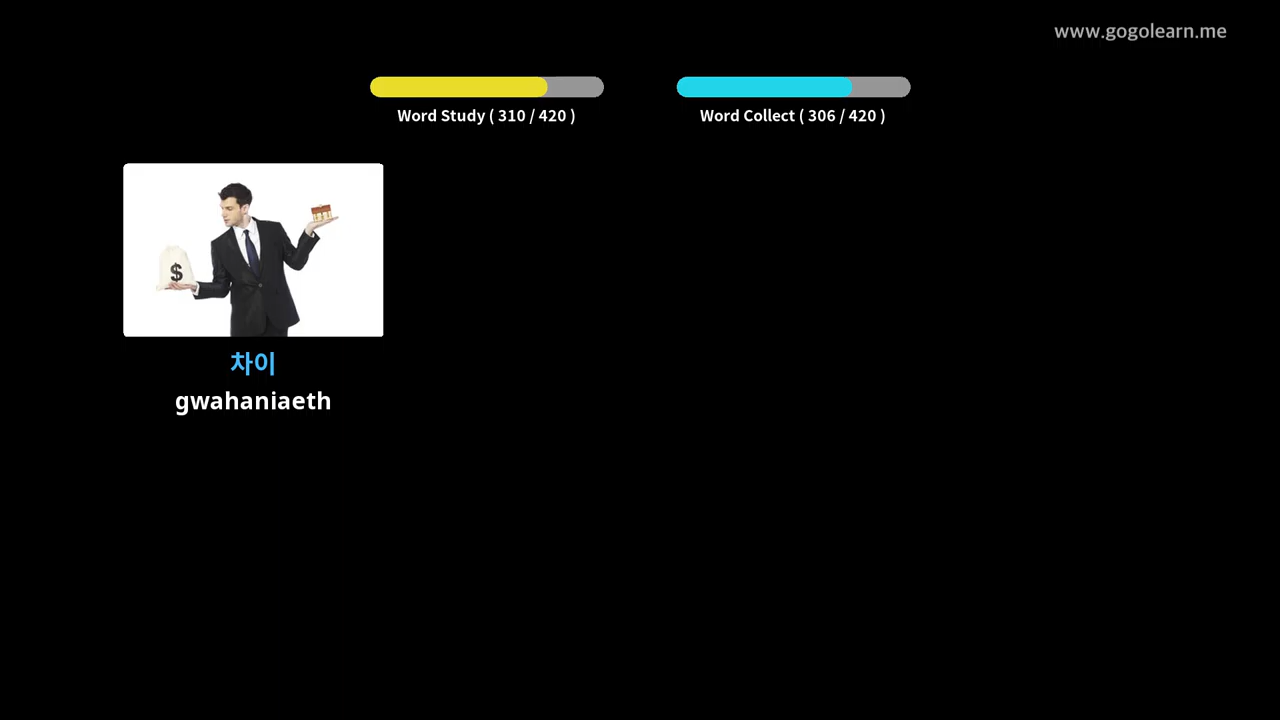 www.gogolearn.me
Word Study ( 310 / 420 )
Word Collect ( 306 / 420 )
$
차이
gwahaniaeth